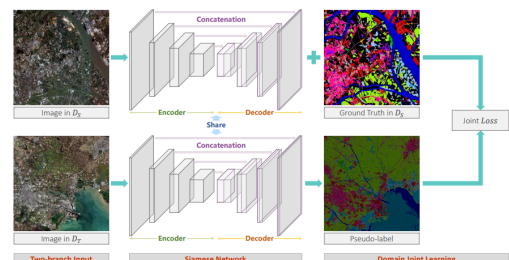 Concatenation
Image in D_S
Encoder
Decoder
Ground Truth in D_S
Share
Joint Loss
Concatenation
Image in D_T
Encoder
Decoder
Pseudo-label
Two-branch Input
Siamese Network
Domain Joint Learning